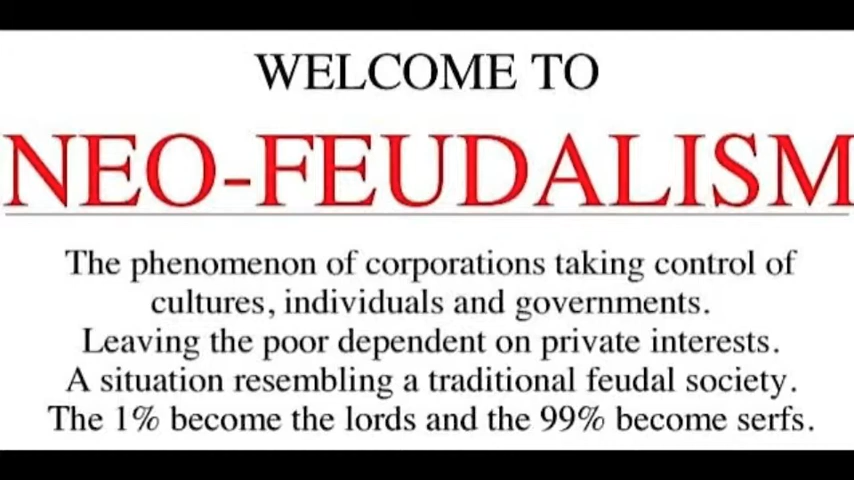 WELCOME TO
NEO-FEUDALISM
The phenomenon of corporations taking control of
cultures, individuals and governments.
Leaving the poor dependent on private interests.
A situation resembling a traditional feudal society.
The 1% become the lords and the 99% become serfs.